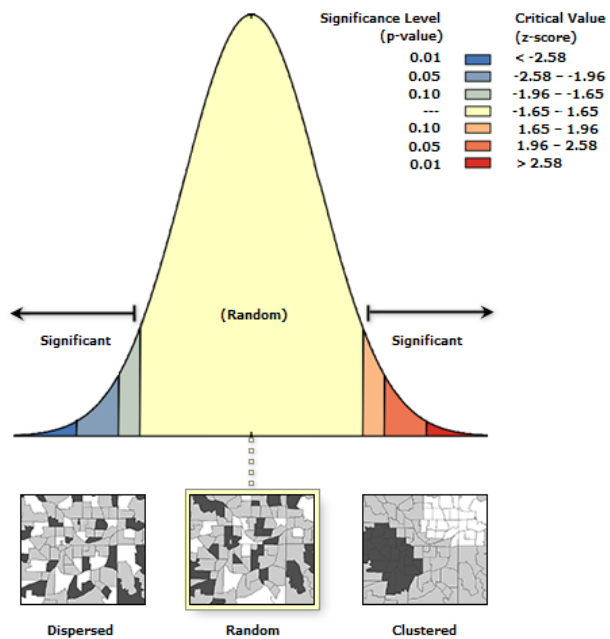 Significance Level Critical Value
(p-value) (z-score)
0.01 < -2.58
0.05 -2.58 – -1.96
0.10 -1.96 – -1.65
--- -1.65 – 1.65
0.10 1.65 – 1.96
0.05 1.96 – 2.58
0.01 > 2.58
(Random)
Significant Significant
Dispersed Random Clustered